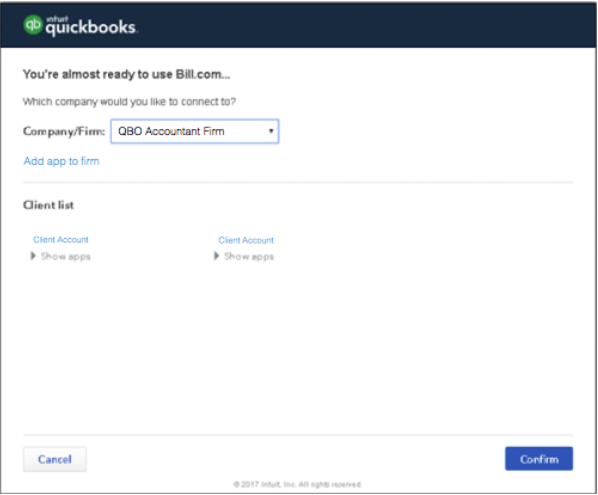 qb intuit quickbooks.
You're almost ready to use Bill.com...
Which company would you like to connect to?
Company/Firm: QBO Accountant Firm
Add app to firm
Client list
Client Account Client Account
Show apps Show apps
Cancel Confirm
© 2017 Intuit, Inc. All rights reserved.